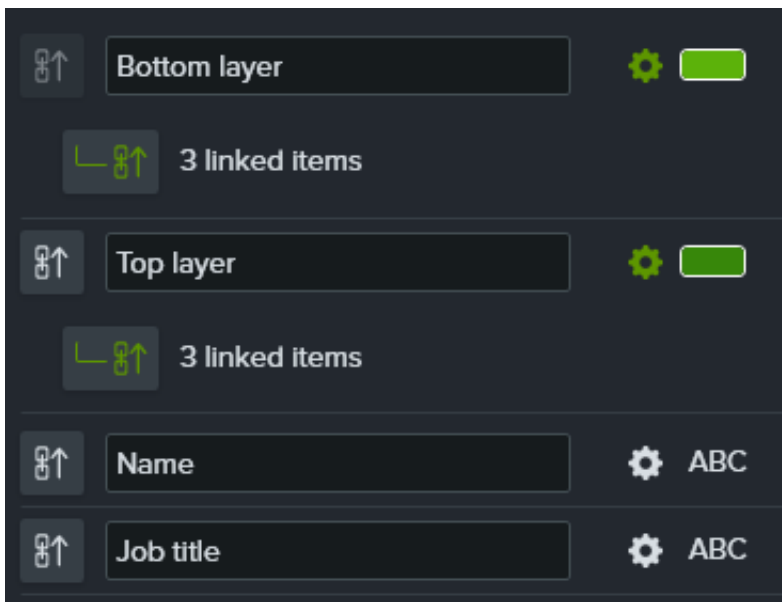 Bottom layer
3 linked items
Top layer
3 linked items
Name ABC
Job title ABC